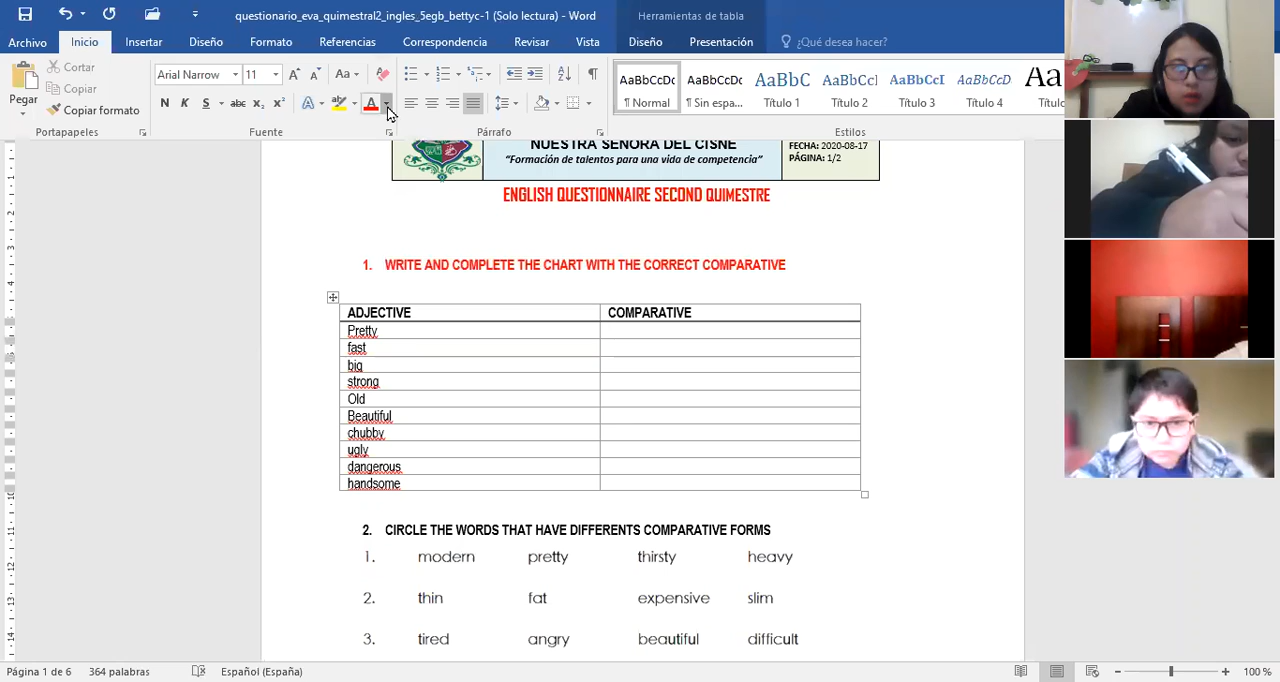 questionario_eva_quimestral2_ingles_5egb_bettyc-1 (Solo lectura) - Word
Herramientas de tabla
Archivo Inicio Insertar Diseño Formato Referencias Correspondencia Revisar Vista Diseño Presentación ¿Qué desea hacer?
Pegar
Cortar
Copiar
Copiar formato
Portapapeles
Arial Narrow 11 Aa
N K S abc x₂ x² A A
Fuente
Párrafo
AaBbCcDc AaBbCcDc AaBbC AaBbCcl AaBbCcI AaBbCcD Aa
¶ Normal ¶ Sin espa... Título 1 Título 2 Título 3 Título 4
Estilos
NUESTRA SEÑORA DEL CISNE
“Formación de talentos para una vida de competencia”
FECHA: 2020-08-17
PÁGINA: 1/2
ENGLISH QUESTIONNAIRE SECOND QUIMESTRE
1. WRITE AND COMPLETE THE CHART WITH THE CORRECT COMPARATIVE
ADJECTIVE COMPARATIVE
Pretty
fast
big
strong
Old
Beautiful
chubby
ugly
dangerous
handsome
2. CIRCLE THE WORDS THAT HAVE DIFFERENTS COMPARATIVE FORMS
1. modern pretty thirsty heavy
2. thin fat expensive slim
3. tired angry beautiful difficult
Página 1 de 6 364 palabras Español (España) 100 %